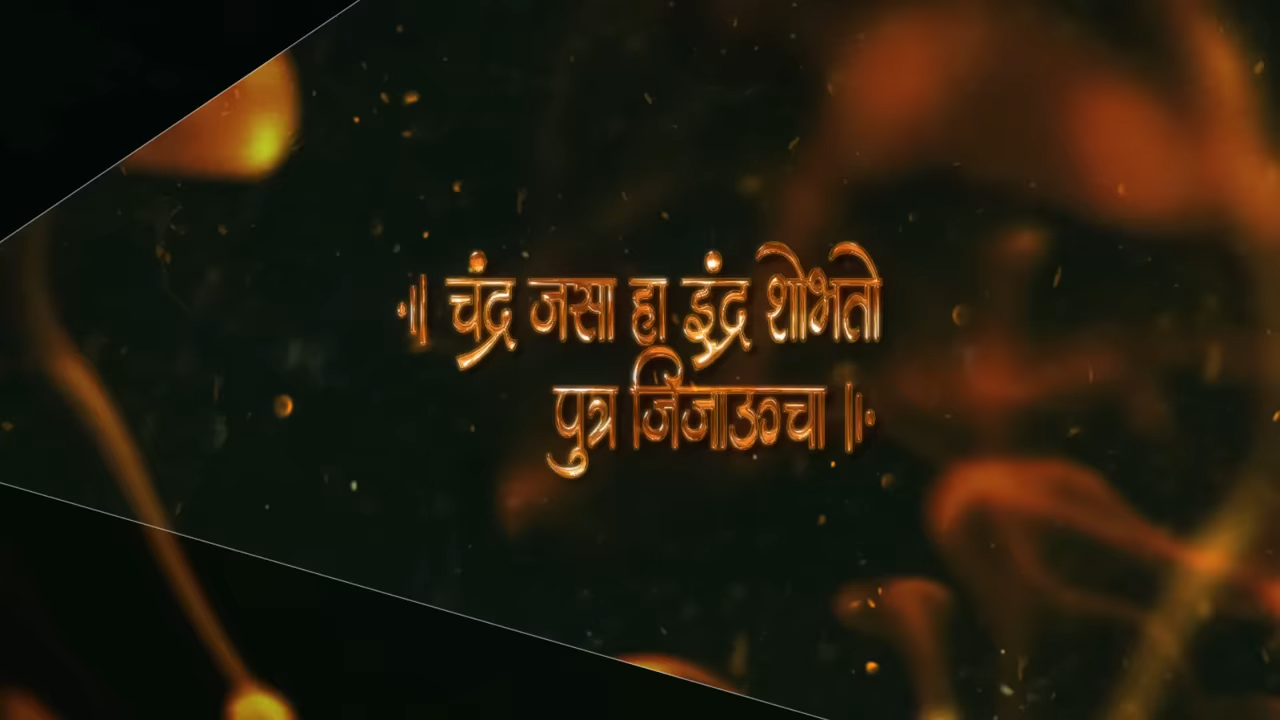 ॥ चंद्र जसा हा इंद्र शोभतो
पुत्र जिजाऊचा ॥